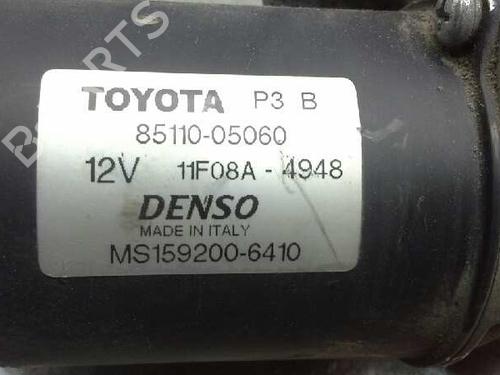 TOYOTA P3 B
85110-05060
12V 11F08A - 4948
DENSO
MADE IN ITALY
MS159200-6410